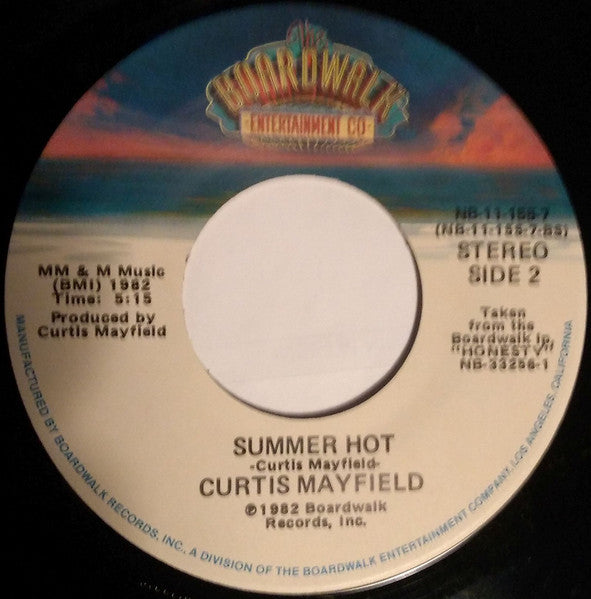 The
BOARDWALK
ENTERTAINMENT CO
NB-11-155-7
(NB-11-155-7-BS)
STEREO
SIDE 2
MM & M Music
(BMI) 1982
Time: 5:15
Produced by
Curtis Mayfield
Taken
from the
Boardwalk lp,
"HONESTY"
NB-33256-1
SUMMER HOT
-Curtis Mayfield-
CURTIS MAYFIELD
©1982 Boardwalk
Records, Inc.
MANUFACTURED BY BOARDWALK RECORDS, INC., A DIVISION OF THE BOARDWALK ENTERTAINMENT COMPANY, LOS ANGELES, CALIFORNIA